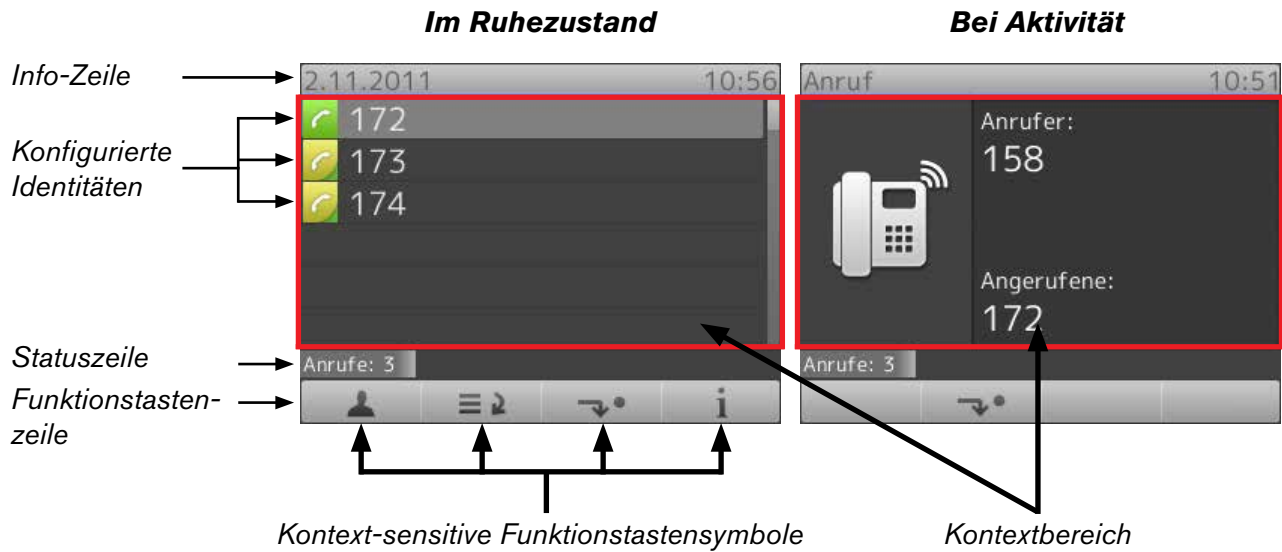 Im Ruhezustand
Bei Aktivität
Info-Zeile
2.11.2011 10:56
Anruf 10:51
Konfigurierte
Identitäten
172
173
174
Anrufer:
158
Angerufene:
172
Statuszeile
Anrufe: 3
Anrufe: 3
Funktionstasten-
zeile
Kontext-sensitive Funktionstastensymbole
Kontextbereich